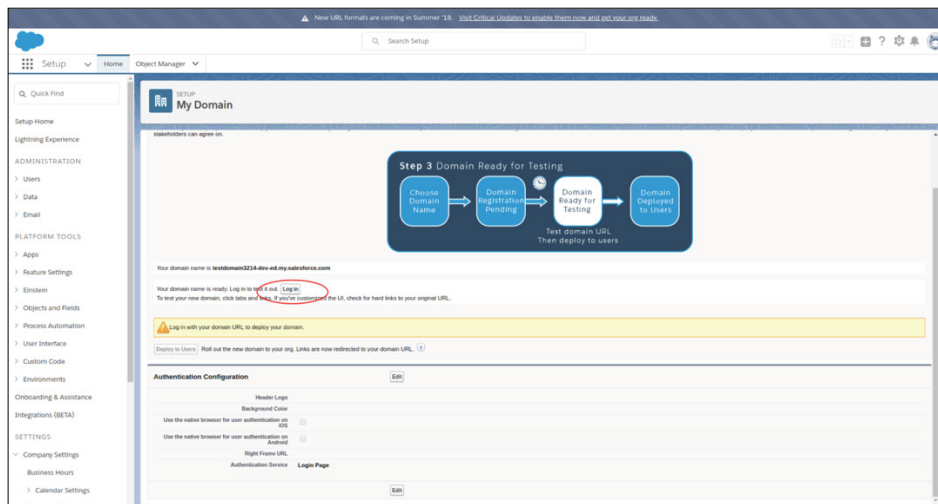 New URL formats are coming in Summer '18. Visit Critical Updates to enable them now and get your org ready.
Search Setup
Setup
Home
Object Manager
Quick Find
Setup Home
Lightning Experience
ADMINISTRATION
> Users
> Data
> Email
PLATFORM TOOLS
> Apps
> Feature Settings
> Einstein
> Objects and Fields
> Process Automation
> User Interface
> Custom Code
> Environments
Onboarding & Assistance
Integrations (BETA)
SETTINGS
Company Settings
Business Hours
> Calendar Settings
SETUP
My Domain
stakeholders can agree on.
Step 3 Domain Ready for Testing
Choose
Domain
Name
Domain
Registration
Pending
Domain
Ready for
Testing
Domain
Deployed
to Users
Test domain URL
Then deploy to users
Your domain name is testdomain3214-dev-ed.my.salesforce.com
Your domain name is ready. Log in to test it out. Log in
To test your new domain, click tabs and links. If you've customized the UI, check for hard links to your original URL.
Log in with your domain URL to deploy your domain.
Deploy to Users Roll out the new domain to your org. Links are now redirected to your domain URL. i
Authentication Configuration
Edit
Header Logo
Background Color
Use the native browser for user authentication on
iOS
Use the native browser for user authentication on
Android
Right Frame URL
Authentication Service Login Page
Edit